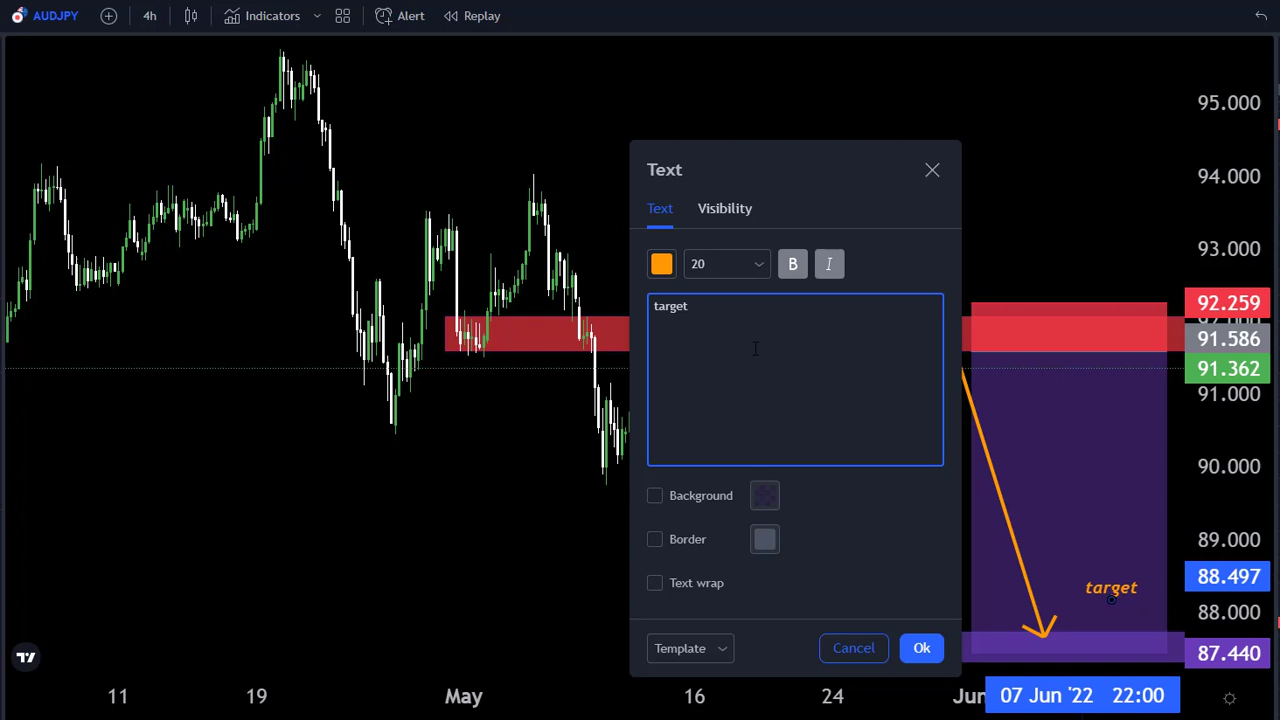 AUDJPY
4h
Indicators
Alert
Replay
95.000
94.000
93.000
92.259
91.586
91.362
91.000
90.000
89.000
88.497
88.000
87.440
Text
Text
Visibility
20
B
I
target
Background
Border
Text wrap
Template
Cancel
Ok
target
11
19
May
16
24
Jun
07 Jun '22 22:00